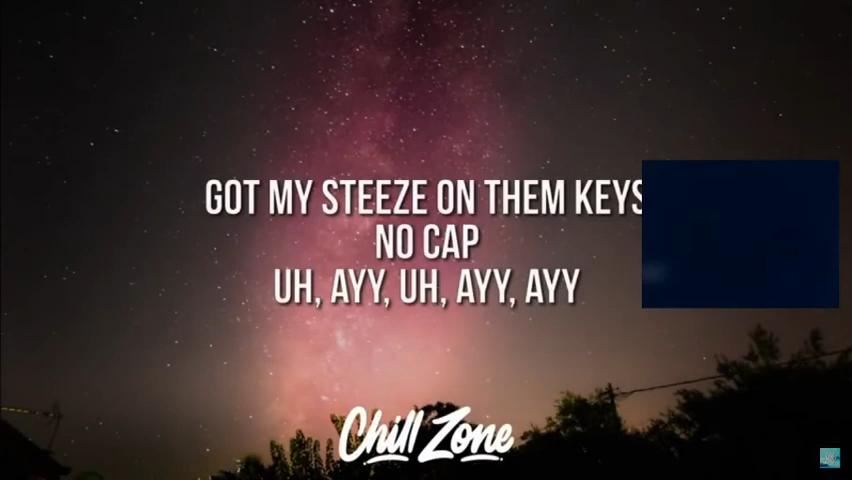 GOT MY STEEZE ON THEM KEYS
NO CAP
UH, AYY, UH, AYY, AYY
Chill Zone